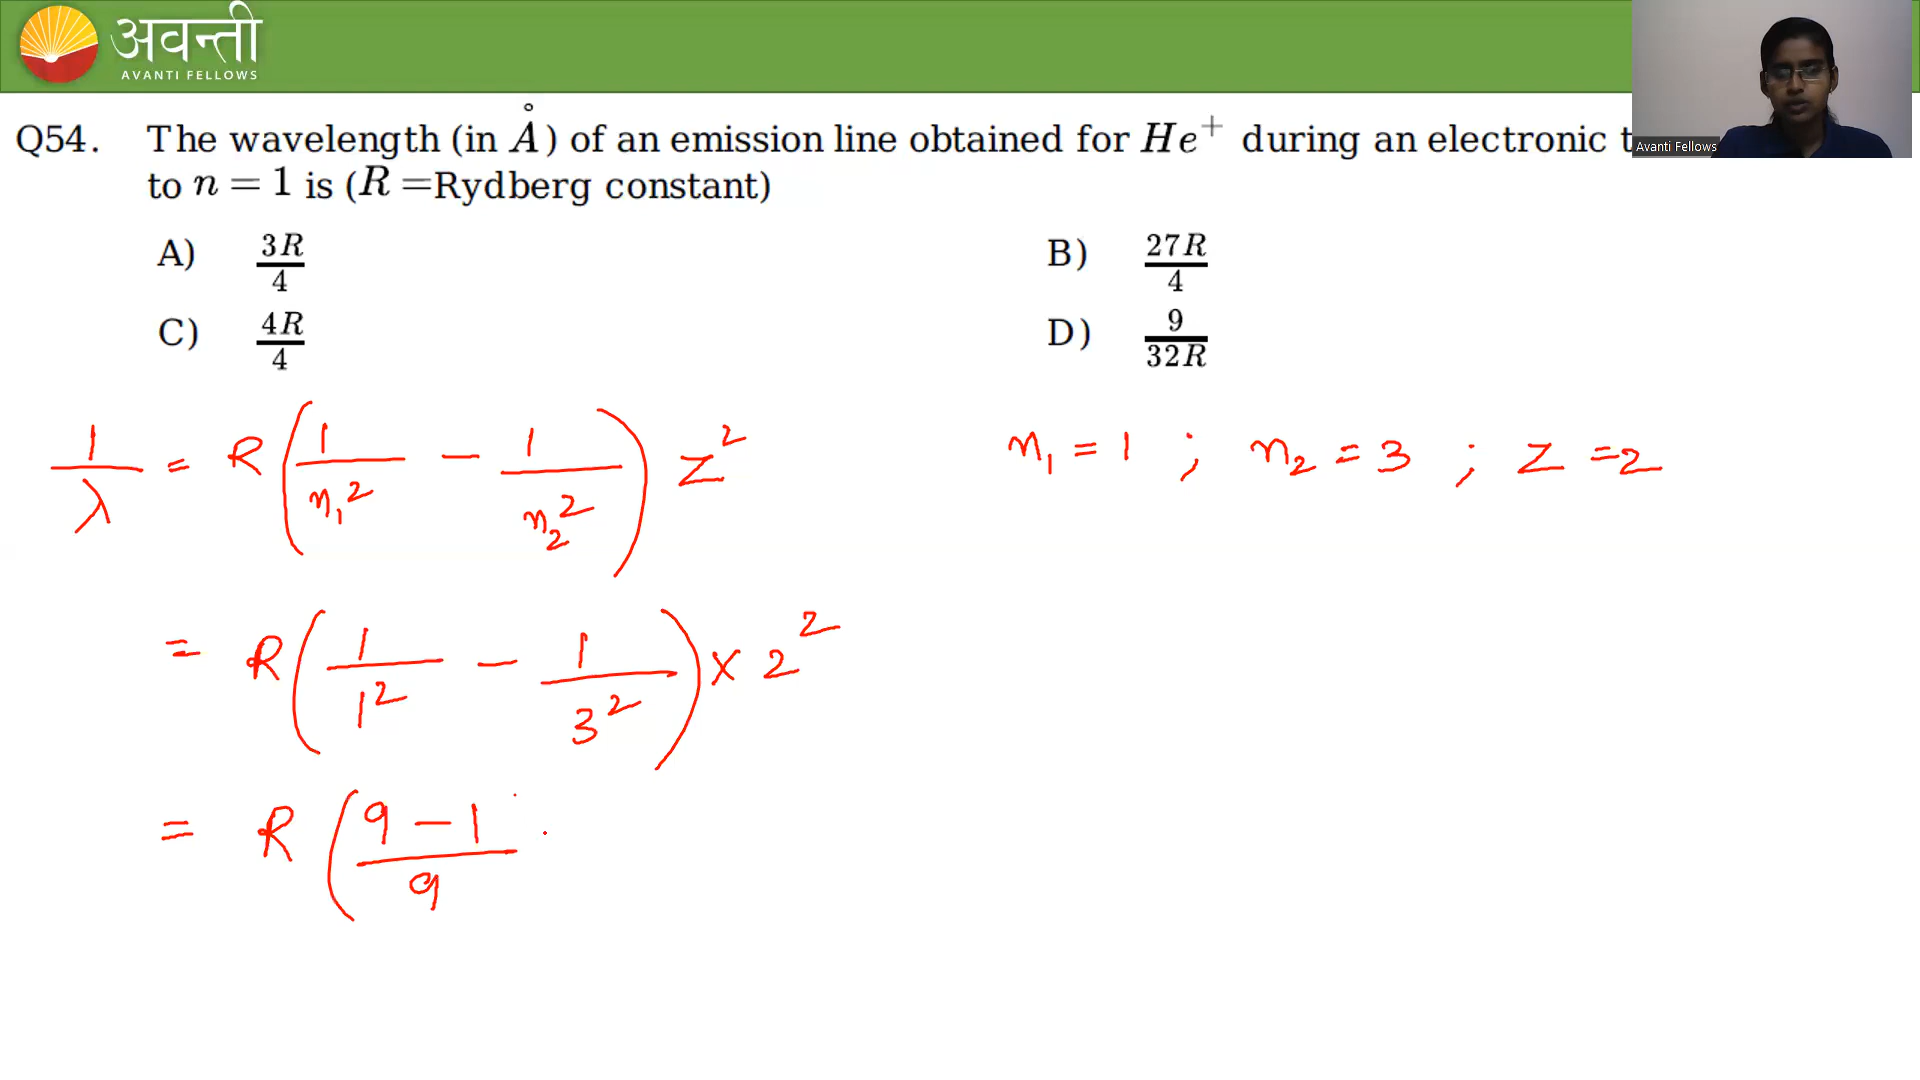 अवन्ती
AVANTI FELLOWS
Avanti Fellows
Q54. The wavelength (in Å) of an emission line obtained for He⁺ during an electronic t
to n = 1 is (R =Rydberg constant)
A) 3R/4 B) 27R/4
C) 4R/4 D) 9/32R
1/λ = R(1/n₁² − 1/n₂²) Z² n₁ = 1 ; n₂ = 3 ; Z = 2
= R(1/1² − 1/3²) × 2²
= R(9 − 1/9